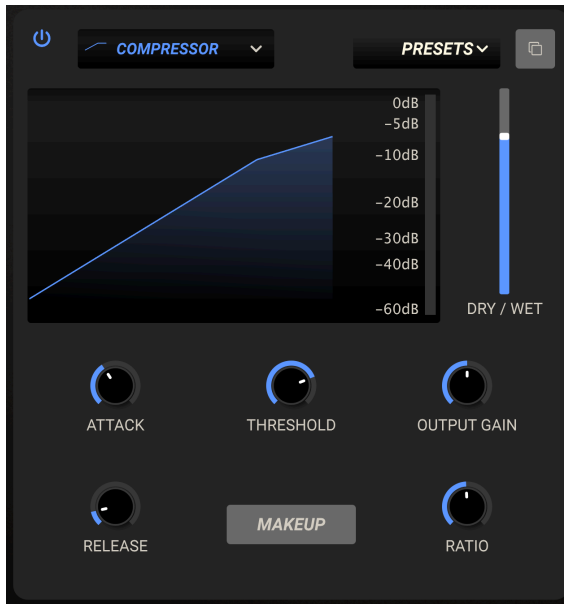 COMPRESSOR
PRESETS
0dB
−5dB
−10dB
−20dB
−30dB
−40dB
−60dB
DRY / WET
ATTACK
THRESHOLD
OUTPUT GAIN
RELEASE
MAKEUP
RATIO